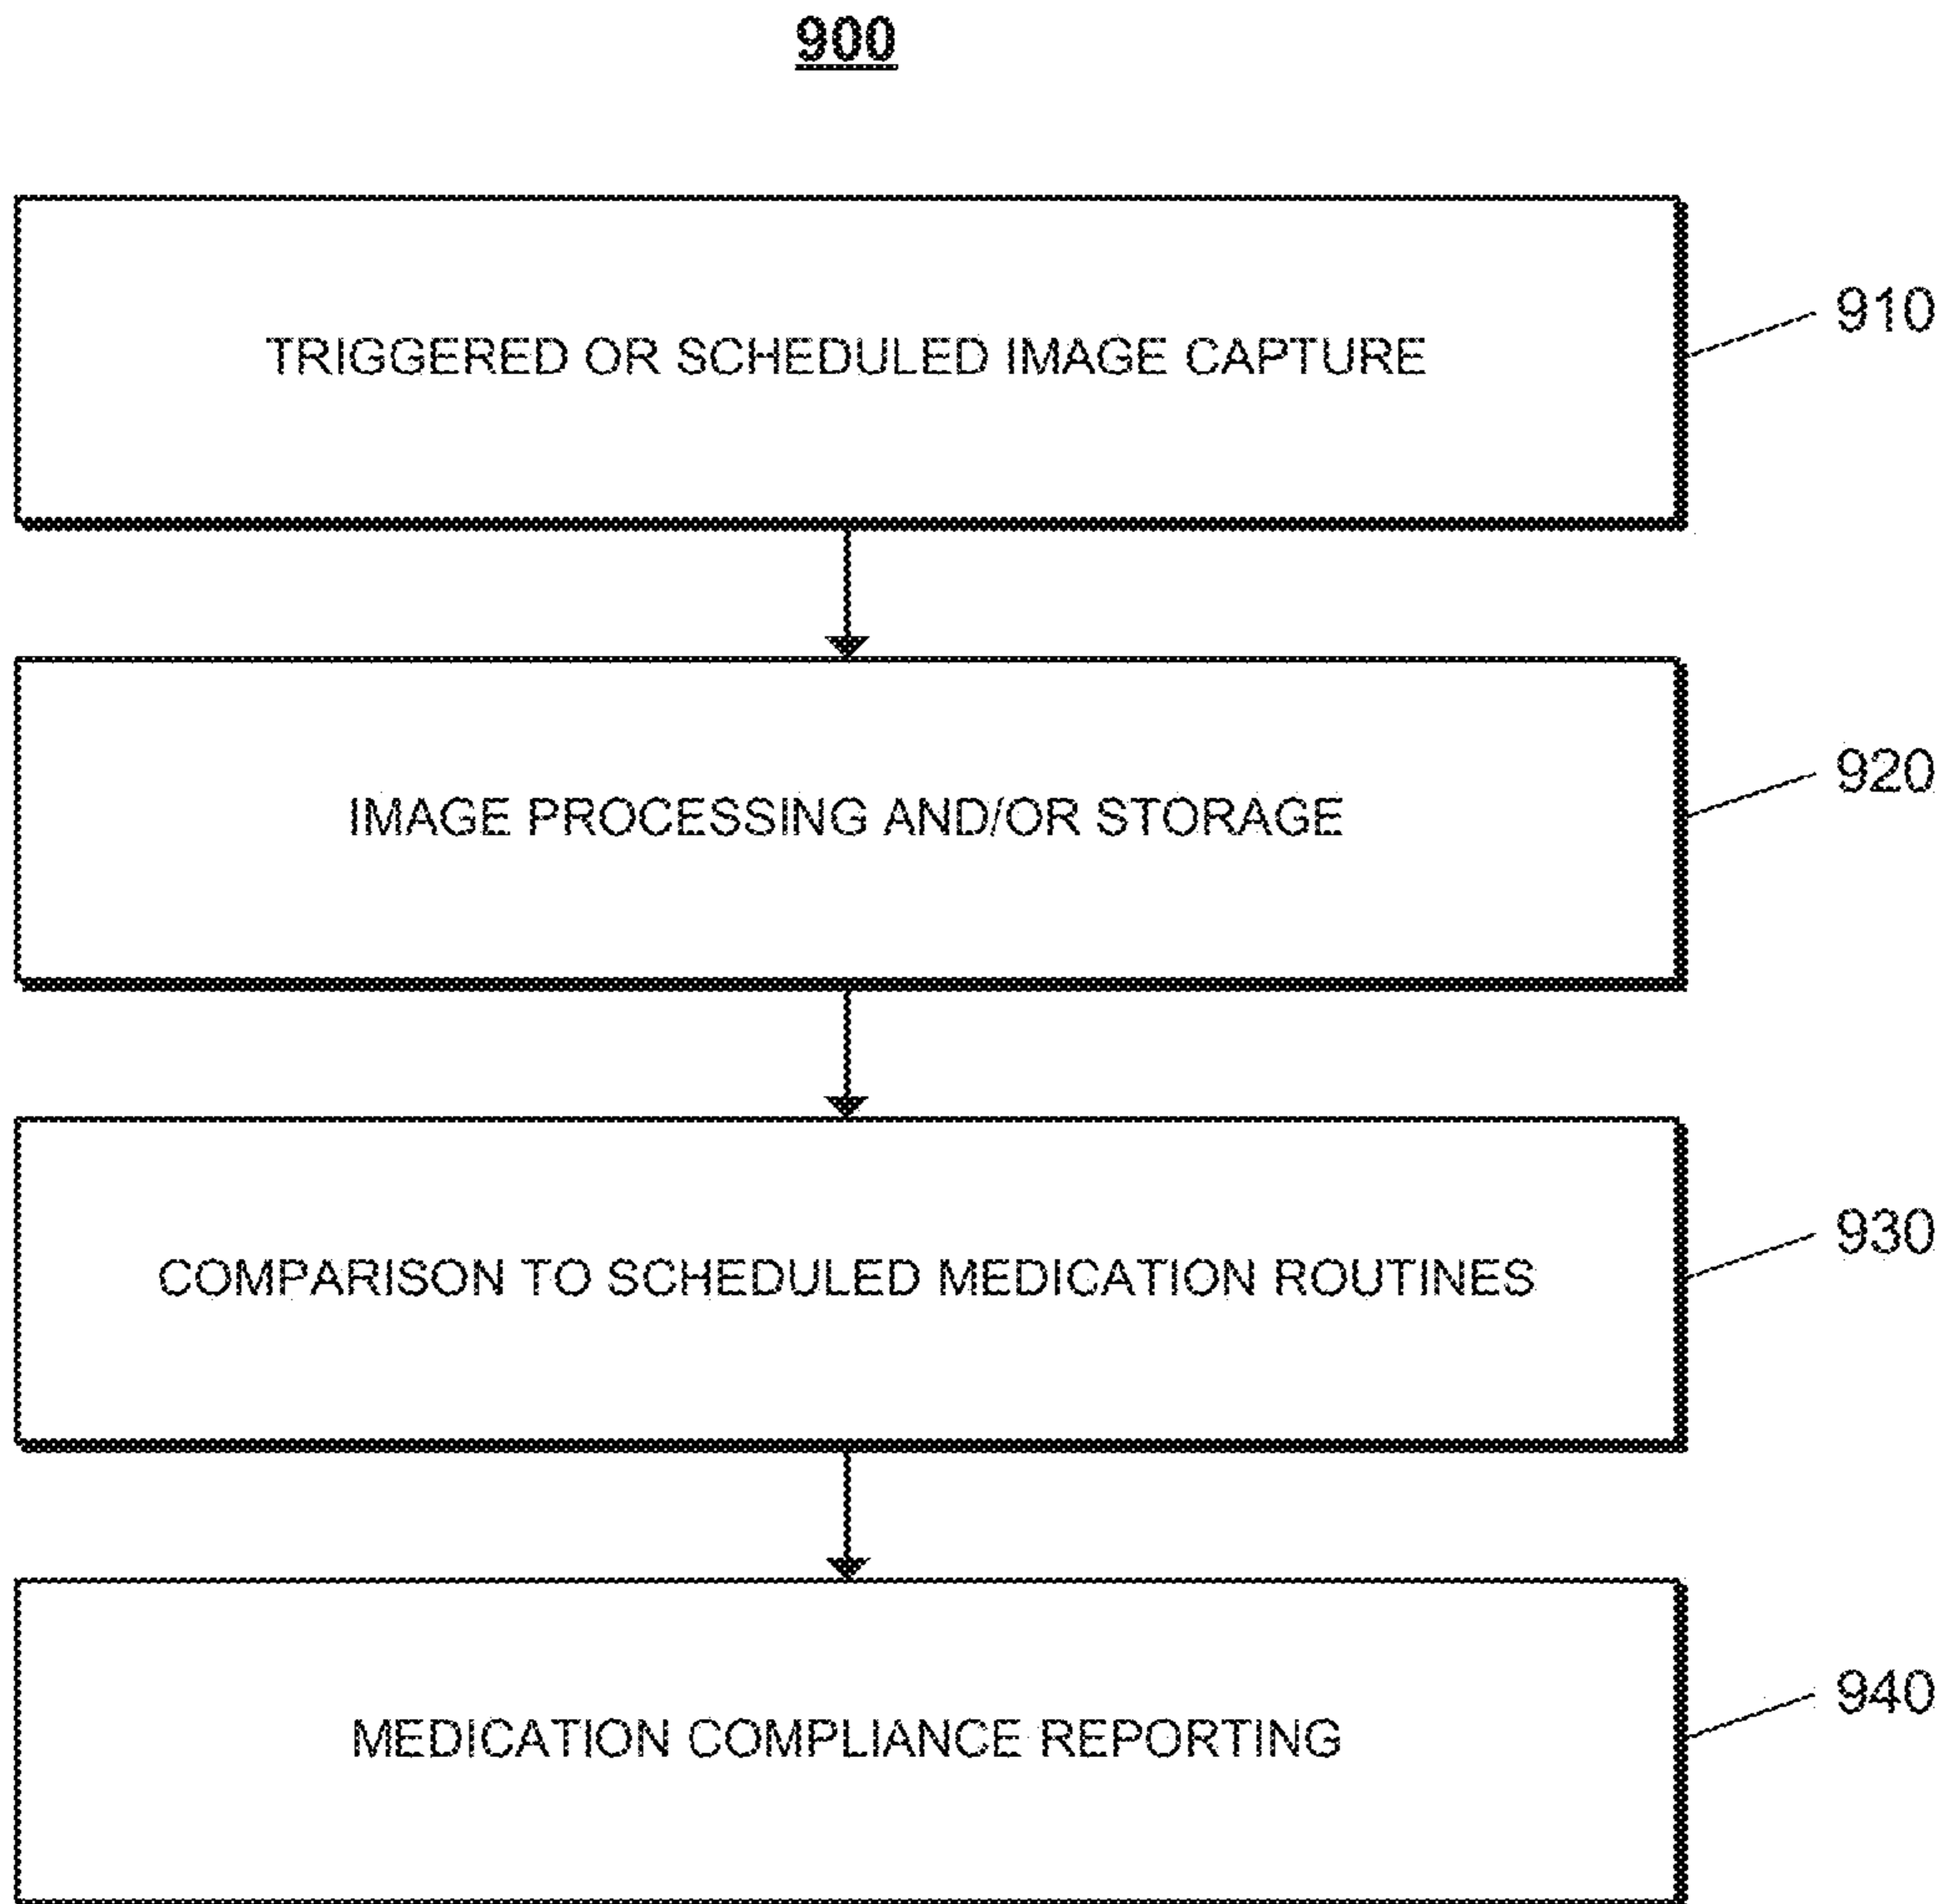 900
TRIGGERED OR SCHEDULED IMAGE CAPTURE
910
IMAGE PROCESSING AND/OR STORAGE
920
COMPARISON TO SCHEDULED MEDICATION ROUTINES
930
MEDICATION COMPLIANCE REPORTING
940